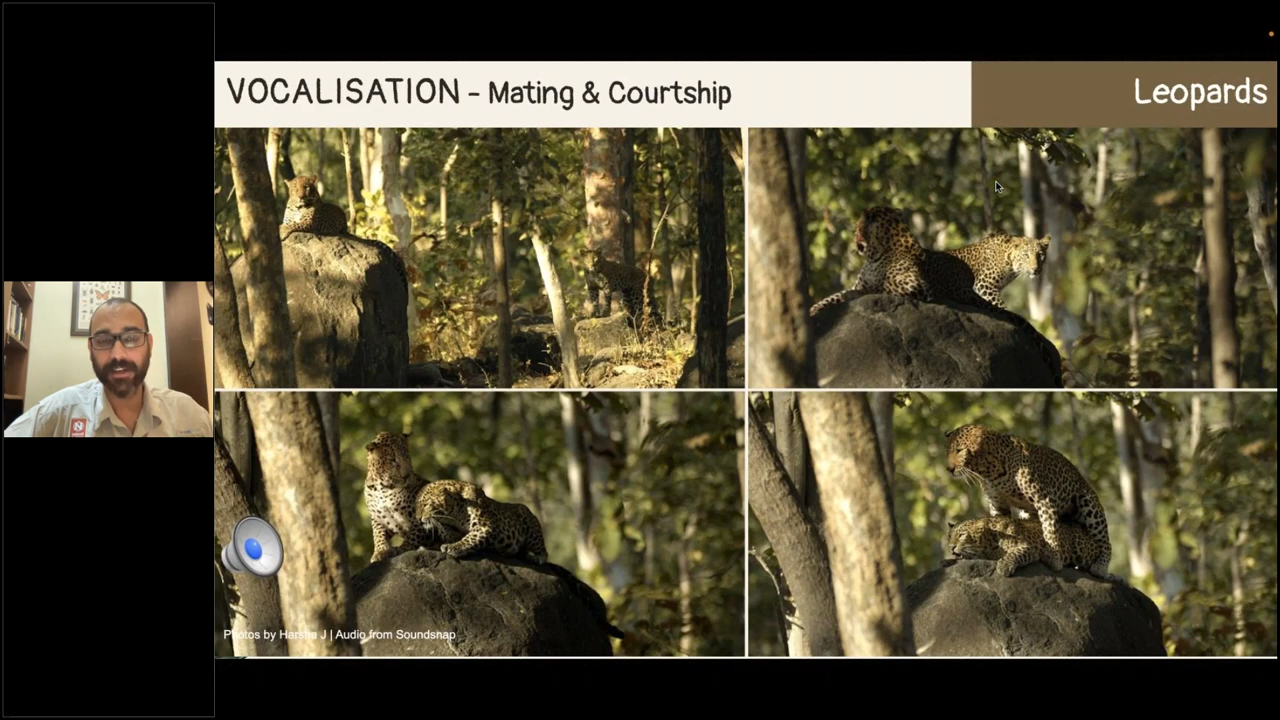 VOCALISATION - Mating & Courtship
Leopards
Photos by Harsha J | Audio from Soundsnap